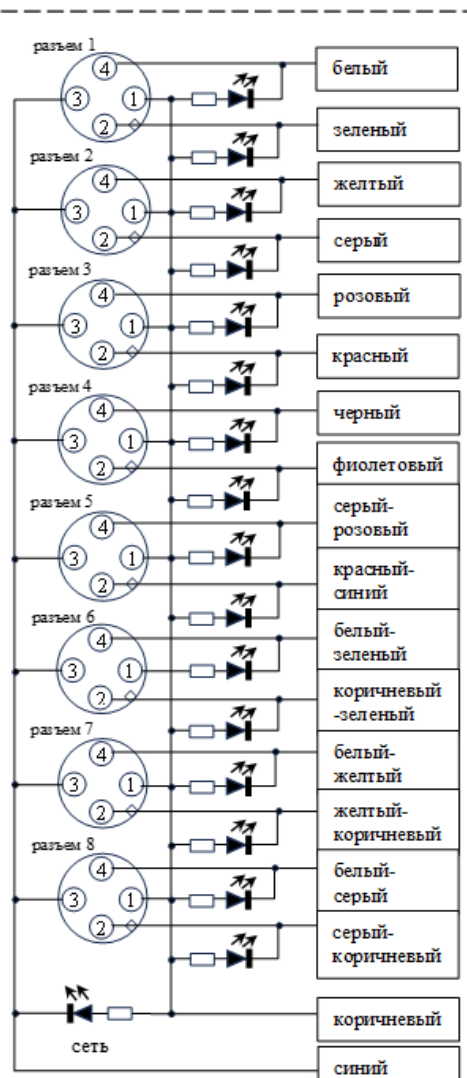 разъем 1
4
белый
3
1
2
зеленый
разъем 2
4
желтый
3
1
2
серый
разъем 3
4
розовый
3
1
2
красный
разъем 4
4
черный
3
1
2
фиолетовый
разъем 5
4
серый-
розовый
3
1
2
красный-
синий
разъем 6
4
белый-
зеленый
3
1
2
коричневый
-зеленый
разъем 7
4
белый-
желтый
3
1
2
желтый-
коричневый
разъем 8
4
белый-
серый
3
1
2
серый-
коричневый
коричневый
сеть
синий